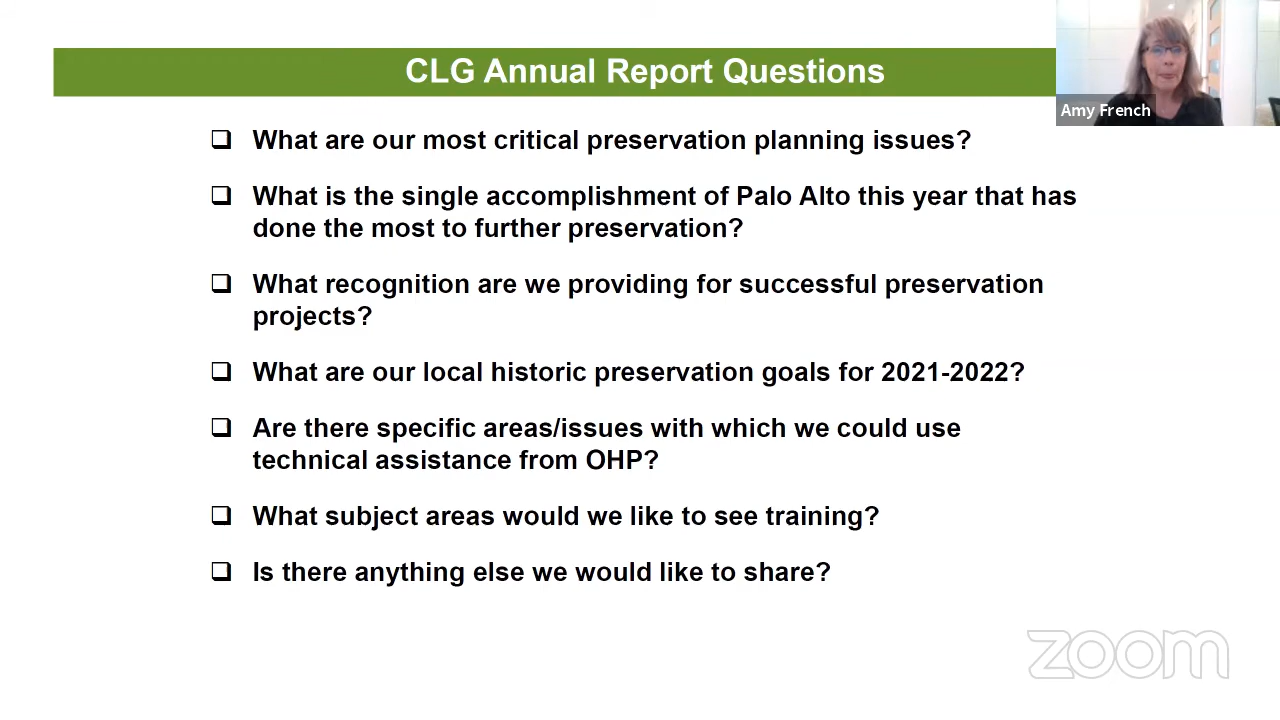 CLG Annual Report Questions
Amy French
❑ What are our most critical preservation planning issues?
❑ What is the single accomplishment of Palo Alto this year that has
done the most to further preservation?
❑ What recognition are we providing for successful preservation
projects?
❑ What are our local historic preservation goals for 2021-2022?
❑ Are there specific areas/issues with which we could use
technical assistance from OHP?
❑ What subject areas would we like to see training?
❑ Is there anything else we would like to share?
zoom